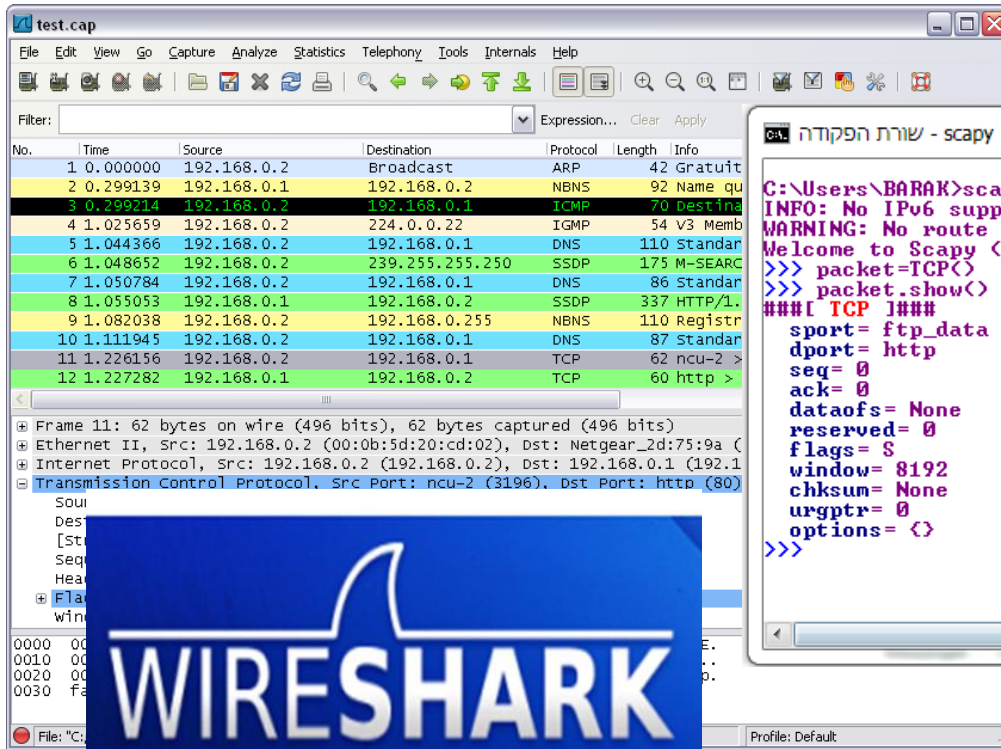 test.cap
File Edit View Go Capture Analyze Statistics Telephony Tools Internals Help
Filter: Expression... Clear Apply
No. Time Source Destination Protocol Length Info
1 0.000000 192.168.0.2 Broadcast ARP 42 Gratuit
2 0.299139 192.168.0.1 192.168.0.2 NBNS 92 Name qu
3 0.299214 192.168.0.2 192.168.0.1 ICMP 70 Destina
4 1.025659 192.168.0.2 224.0.0.22 IGMP 54 V3 Memb
5 1.044366 192.168.0.2 192.168.0.1 DNS 110 Standar
6 1.048652 192.168.0.2 239.255.255.250 SSDP 175 M-SEARC
7 1.050784 192.168.0.2 192.168.0.1 DNS 86 Standar
8 1.055053 192.168.0.2 192.168.0.1 SSDP 337 HTTP/1.
9 1.082038 192.168.0.2 192.168.0.255 NBNS 110 Registr
10 1.111945 192.168.0.2 192.168.0.1 DNS 87 Standar
11 1.226156 192.168.0.2 192.168.0.1 TCP 62 ncu-2 >
12 1.227282 192.168.0.1 192.168.0.2 TCP 60 http >
Frame 11: 62 bytes on wire (496 bits), 62 bytes captured (496 bits)
Ethernet II, Src: 192.168.0.2 (00:0b:5d:20:cd:02), Dst: Netgear_2d:75:9a (
Internet Protocol, Src: 192.168.0.2 (192.168.0.2), Dst: 192.168.0.1 (192.1
Transmission Control Protocol, Src Port: ncu-2 (3196), Dst Port: http (80)
Sour
Des
[St
Seq
Hea
Fla
Win
0000 00 E.
0010 00 ..
0020 00 p.
0030 fa
WIRESHARK
File: "C: Profile: Default
שורת הפקודה - scapy
C:\Users\BARAK>sca
INFO: No IPv6 supp
WARNING: No route
Welcome to Scapy (
>>> packet=TCP()
>>> packet.show()
###[ TCP ]###
sport= ftp_data
dport= http
seq= 0
ack= 0
dataofs= None
reserved= 0
flags= S
window= 8192
chksum= None
urgptr= 0
options= {}
>>>